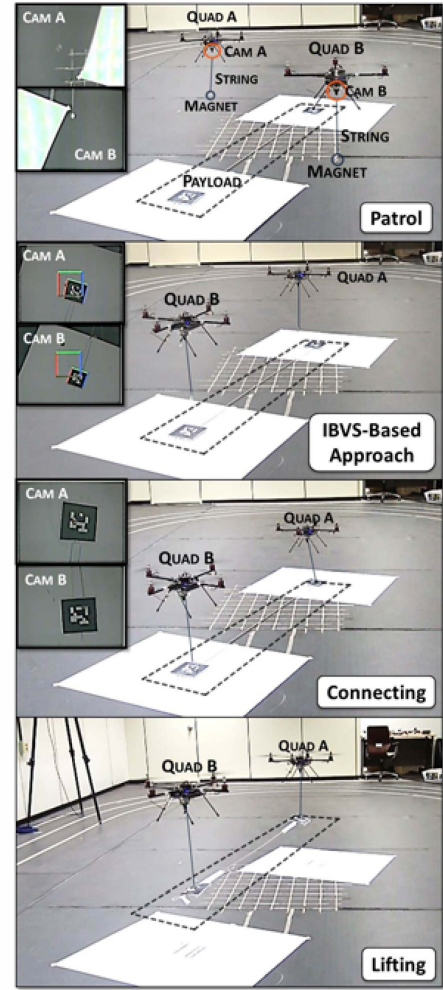 CAM A
QUAD A
CAM A
QUAD B
CAM B
STRING
MAGNET
CAM B
STRING
MAGNET
PAYLOAD
Patrol
CAM A
QUAD A
QUAD B
CAM B
IBVS-Based
Approach
CAM A
QUAD A
QUAD B
CAM B
Connecting
QUAD A
QUAD B
Lifting